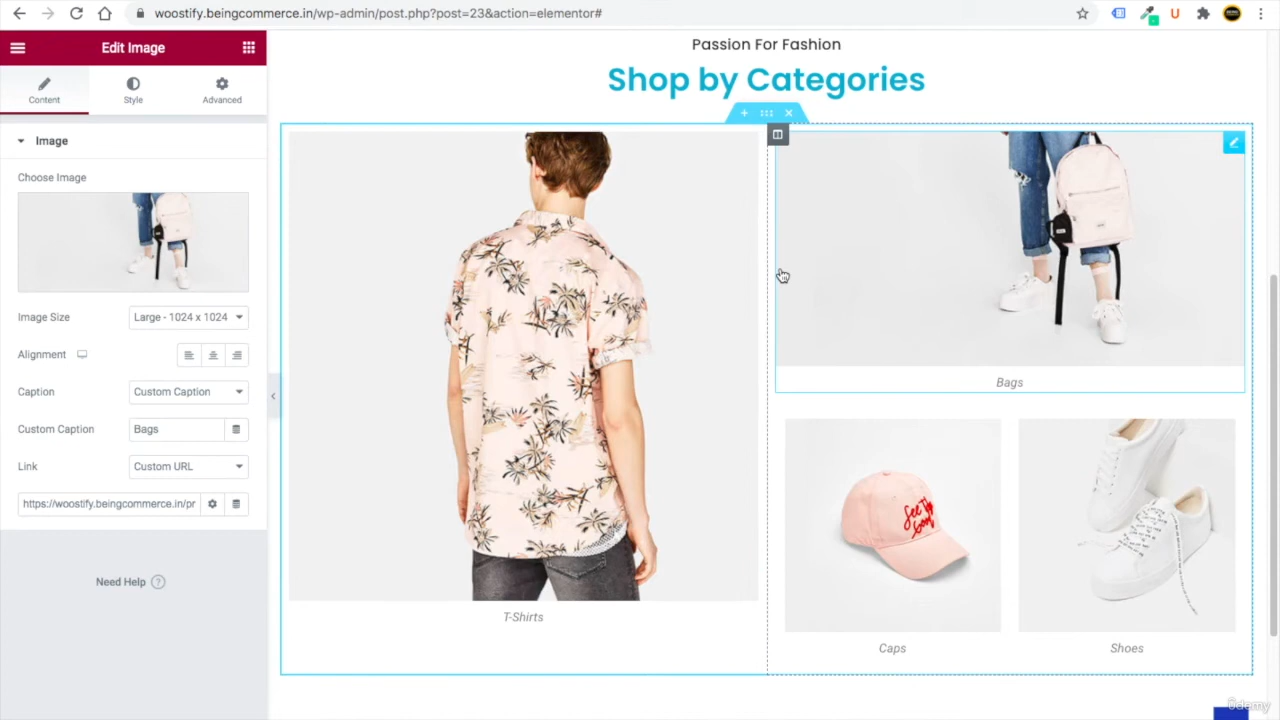 woostify.beingcommerce.in/wp-admin/post.php?post=23&action=elementor#
U
Edit Image
Content
Style
Advanced
Image
Choose Image
Image Size
Large - 1024 x 1024
Alignment
Caption
Custom Caption
Custom Caption
Bags
Link
Custom URL
https://woostify.beingcommerce.in/pr
Need Help
?
Passion For Fashion
Shop by Categories
Bags
T-Shirts
Caps
Shoes
Udemy